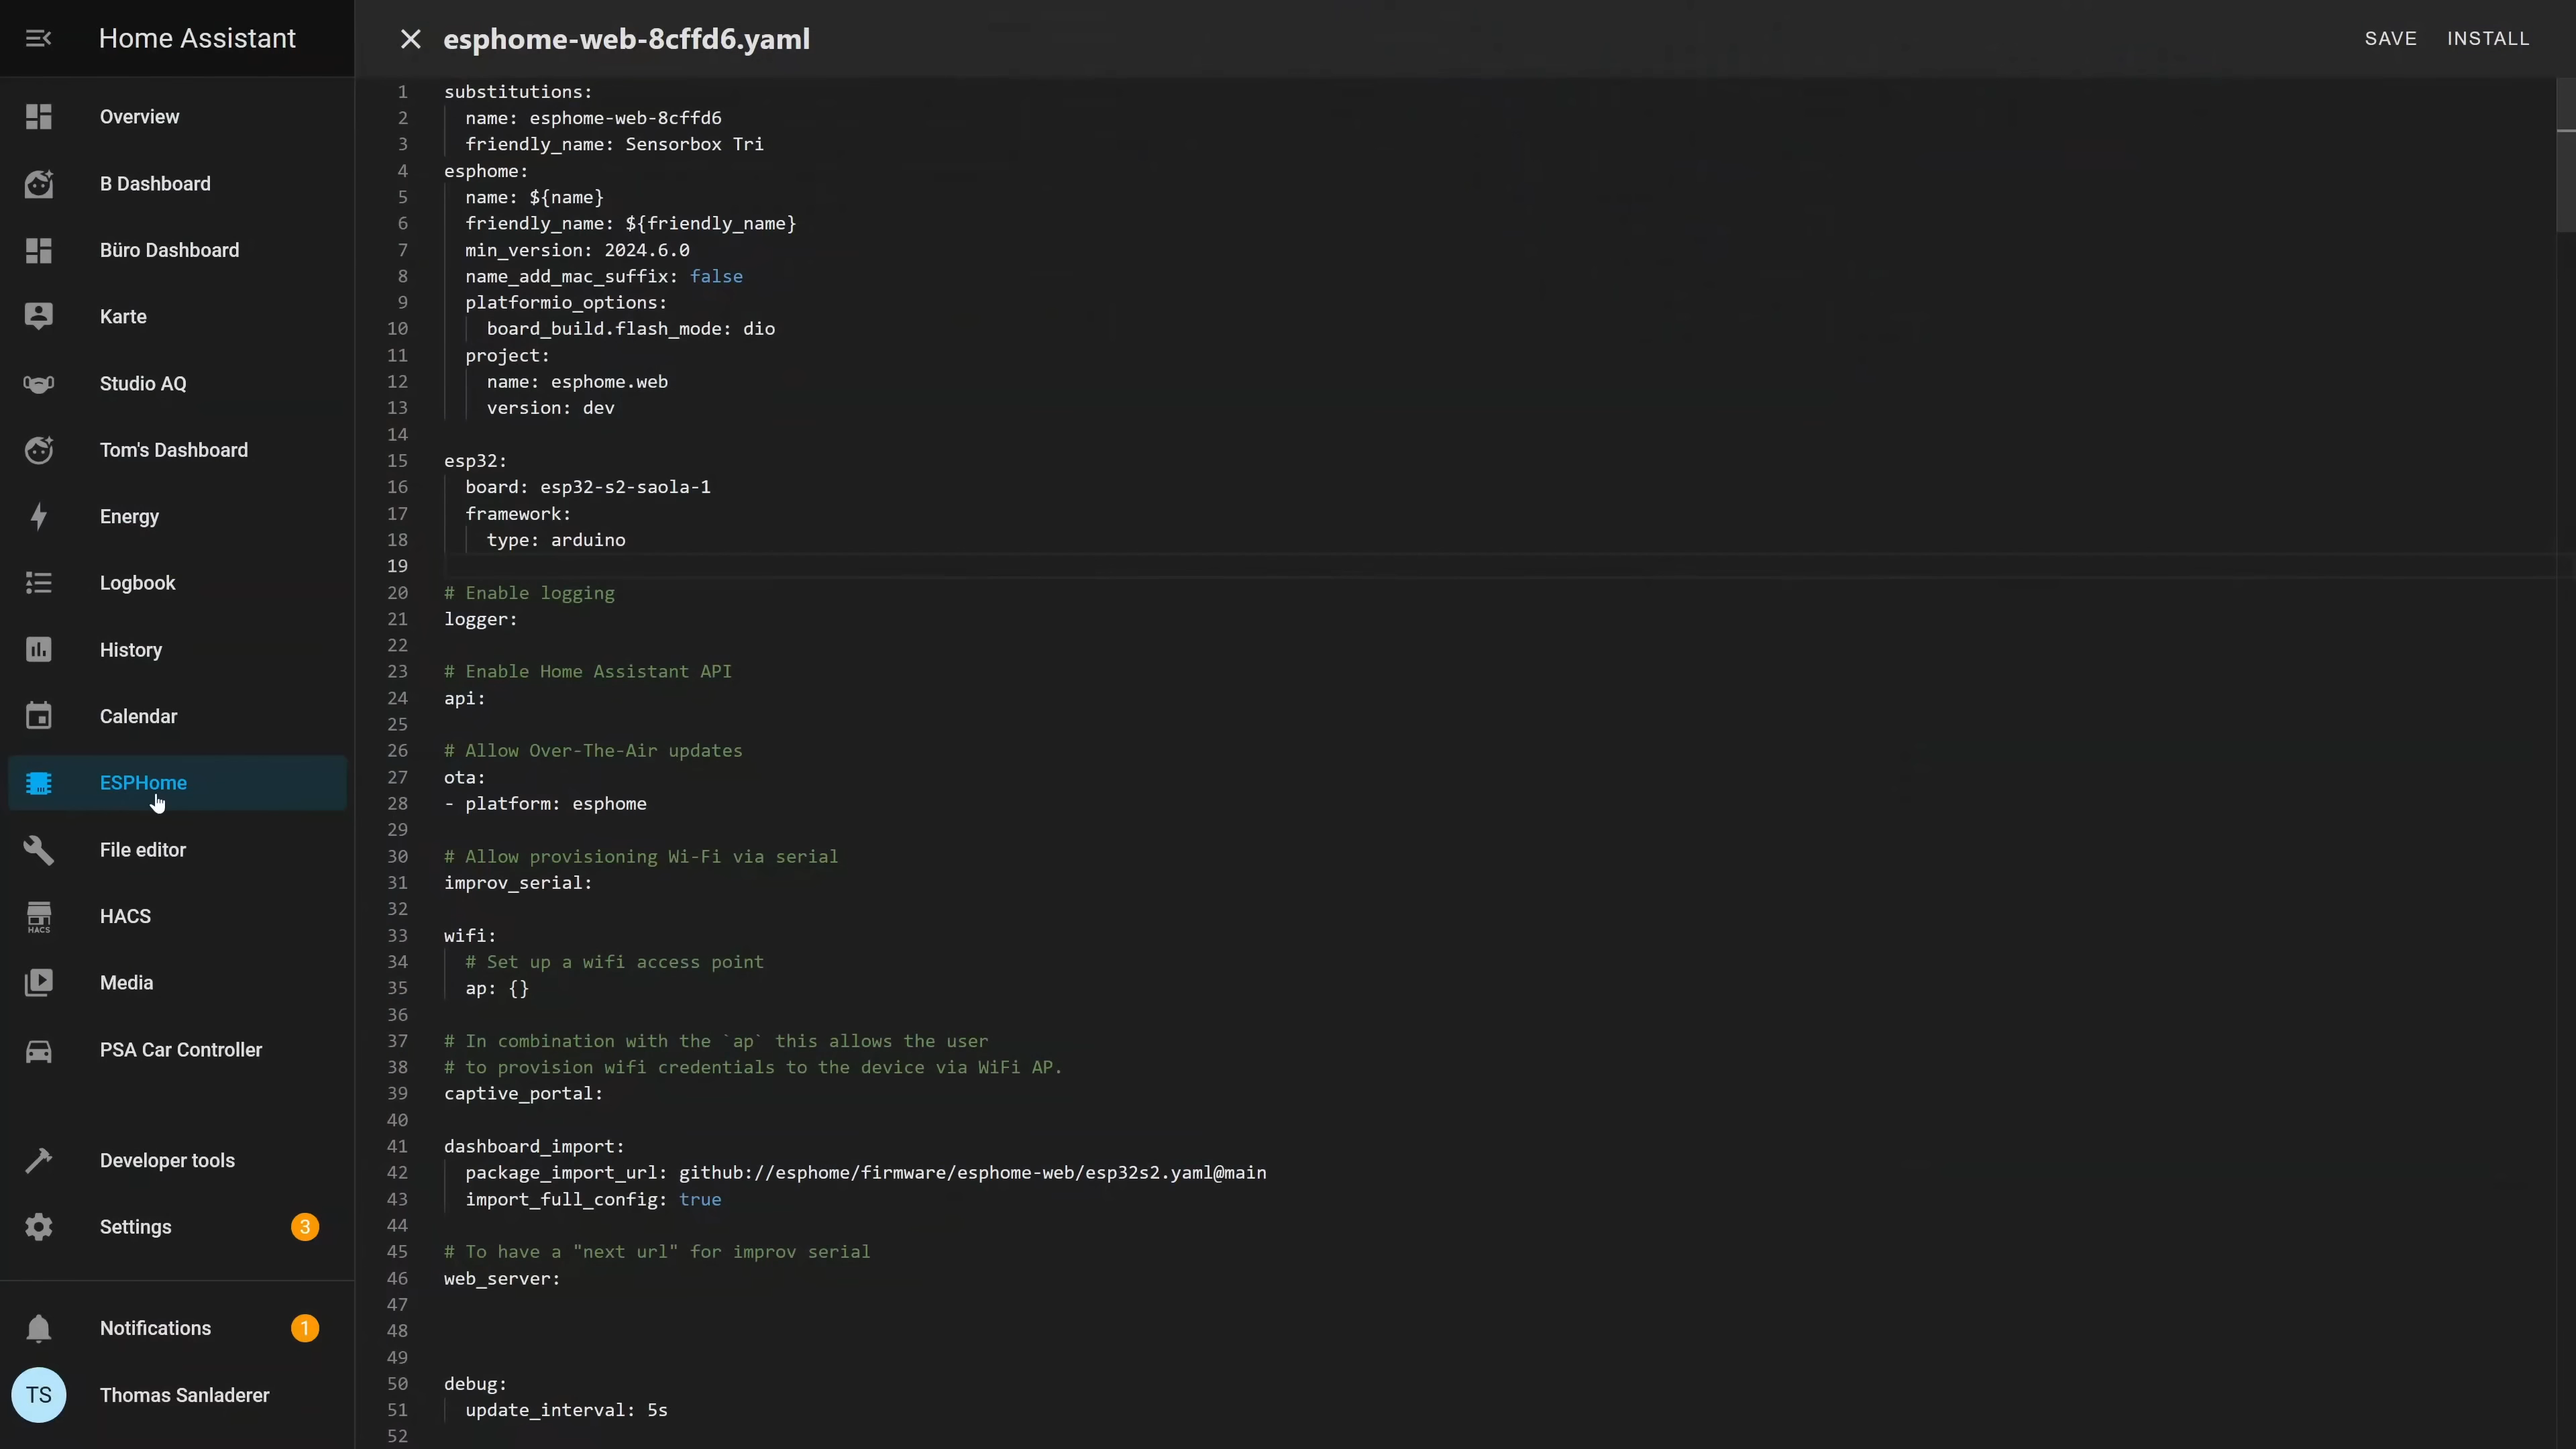 Home Assistant
Overview
B Dashboard
Büro Dashboard
Karte
Studio AQ
Tom's Dashboard
Energy
Logbook
History
Calendar
ESPHome
File editor
HACS
HACS
Media
PSA Car Controller
Developer tools
Settings 3
Notifications 1
TS Thomas Sanladerer
esphome-web-8cffd6.yaml SAVE INSTALL
1 substitutions:
2 name: esphome-web-8cffd6
3 friendly_name: Sensorbox Tri
4 esphome:
5 name: ${name}
6 friendly_name: ${friendly_name}
7 min_version: 2024.6.0
8 name_add_mac_suffix: false
9 platformio_options:
10 board_build.flash_mode: dio
11 project:
12 name: esphome.web
13 version: dev
14
15 esp32:
16 board: esp32-s2-saola-1
17 framework:
18 type: arduino
19
20 # Enable logging
21 logger:
22
23 # Enable Home Assistant API
24 api:
25
26 # Allow Over-The-Air updates
27 ota:
28 - platform: esphome
29
30 # Allow provisioning Wi-Fi via serial
31 improv_serial:
32
33 wifi:
34 # Set up a wifi access point
35 ap: {}
36
37 # In combination with the `ap` this allows the user
38 # to provision wifi credentials to the device via WiFi AP.
39 captive_portal:
40
41 dashboard_import:
42 package_import_url: github://esphome/firmware/esphome-web/esp32s2.yaml@main
43 import_full_config: true
44
45 # To have a "next url" for improv serial
46 web_server:
47
48
49
50 debug:
51 update_interval: 5s
52